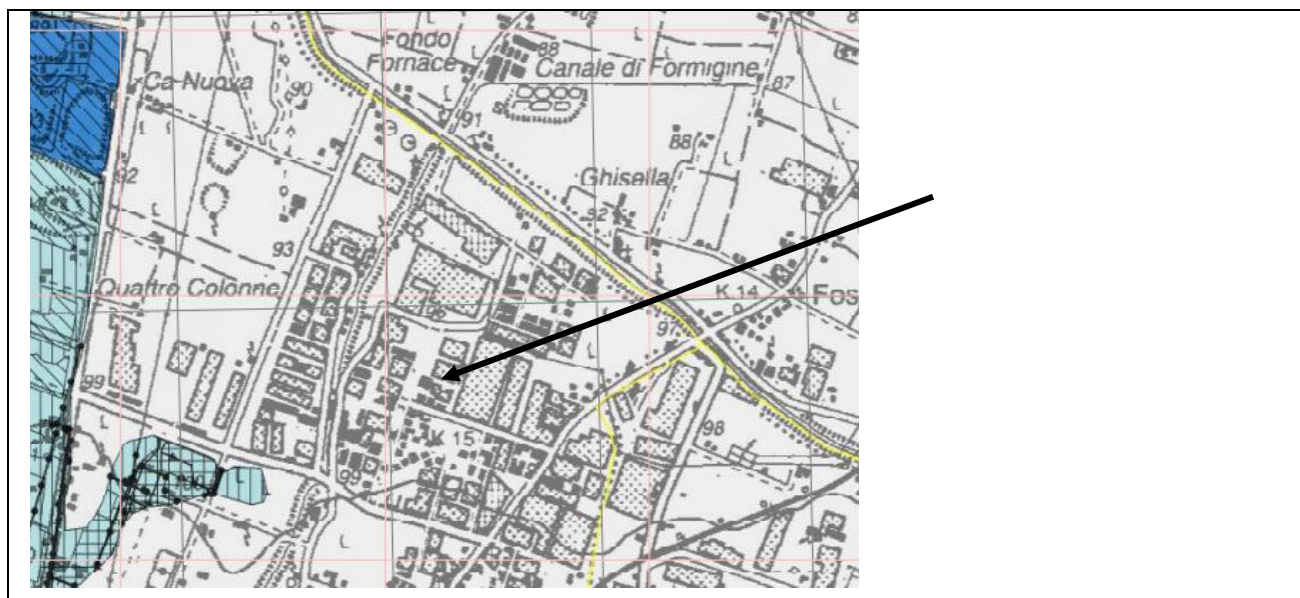 Fondo
Fornace
88
Canale di Formigine
Ca Nuova
90
87
91
88
Ghisella
92
92
93
Quattro Colonne
K 14
Fos
96
97
99
98
K 15
99